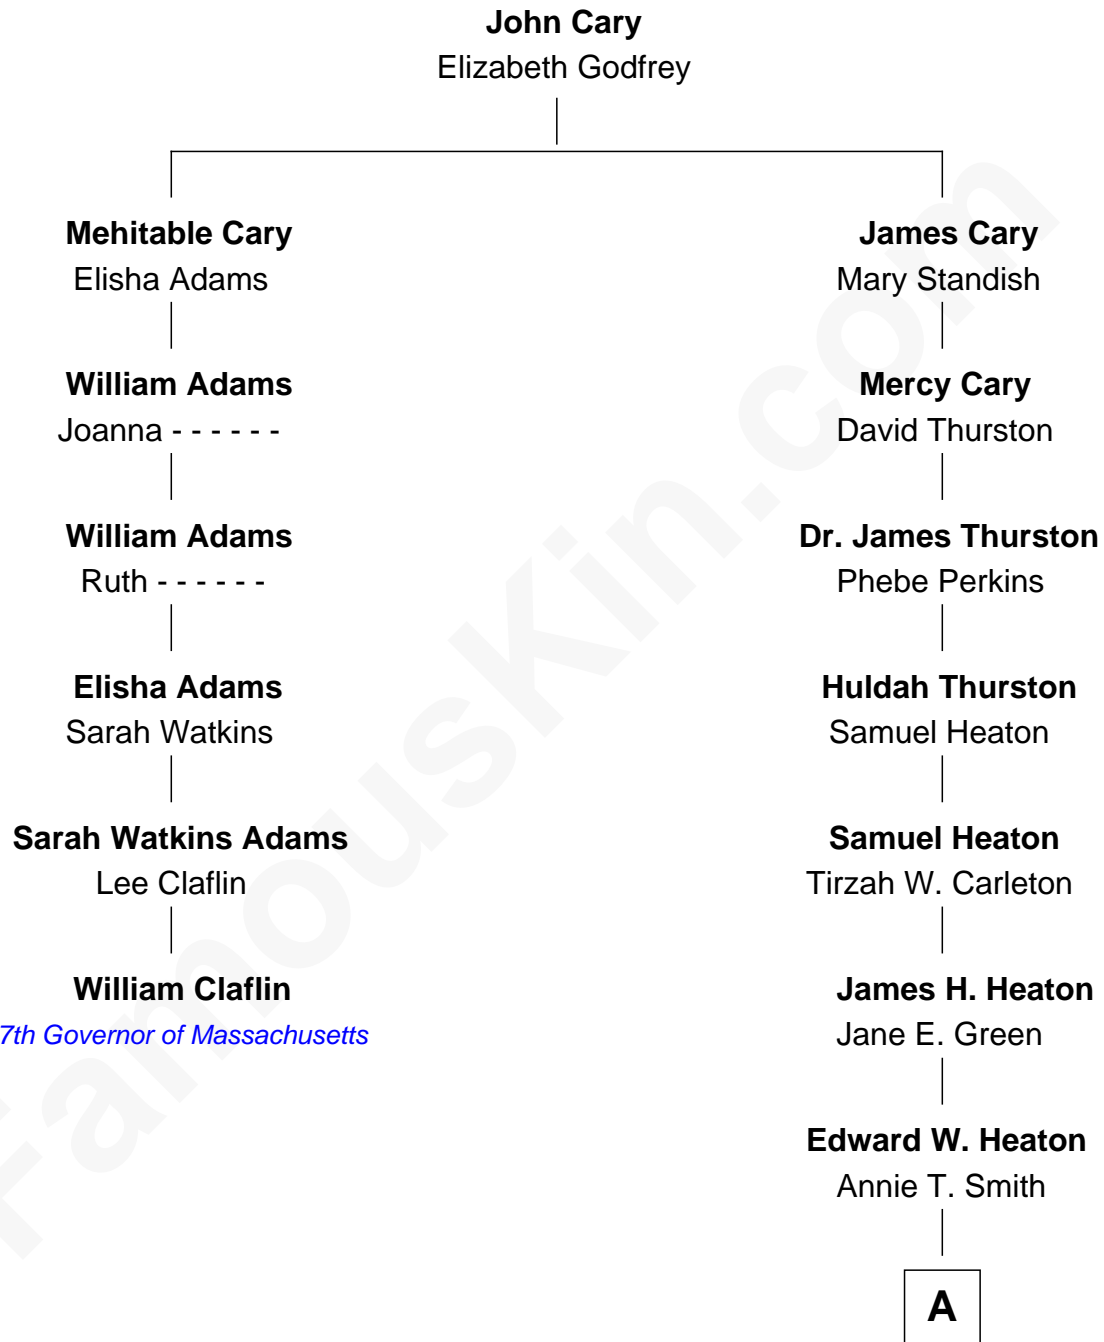 John Cary
Elizabeth Godfrey
Mehitable Cary
Elisha Adams
William Adams
Joanna - - - - - -
William Adams
Ruth - - - - - -
Elisha Adams
Sarah Watkins
Sarah Watkins Adams
Lee Claflin
William Claflin
7th Governor of Massachusetts
James Cary
Mary Standish
Mercy Cary
David Thurston
Dr. James Thurston
Phebe Perkins
Huldah Thurston
Samuel Heaton
Samuel Heaton
Tirzah W. Carleton
James H. Heaton
Jane E. Green
Edward W. Heaton
Annie T. Smith
A
FamousKin.com